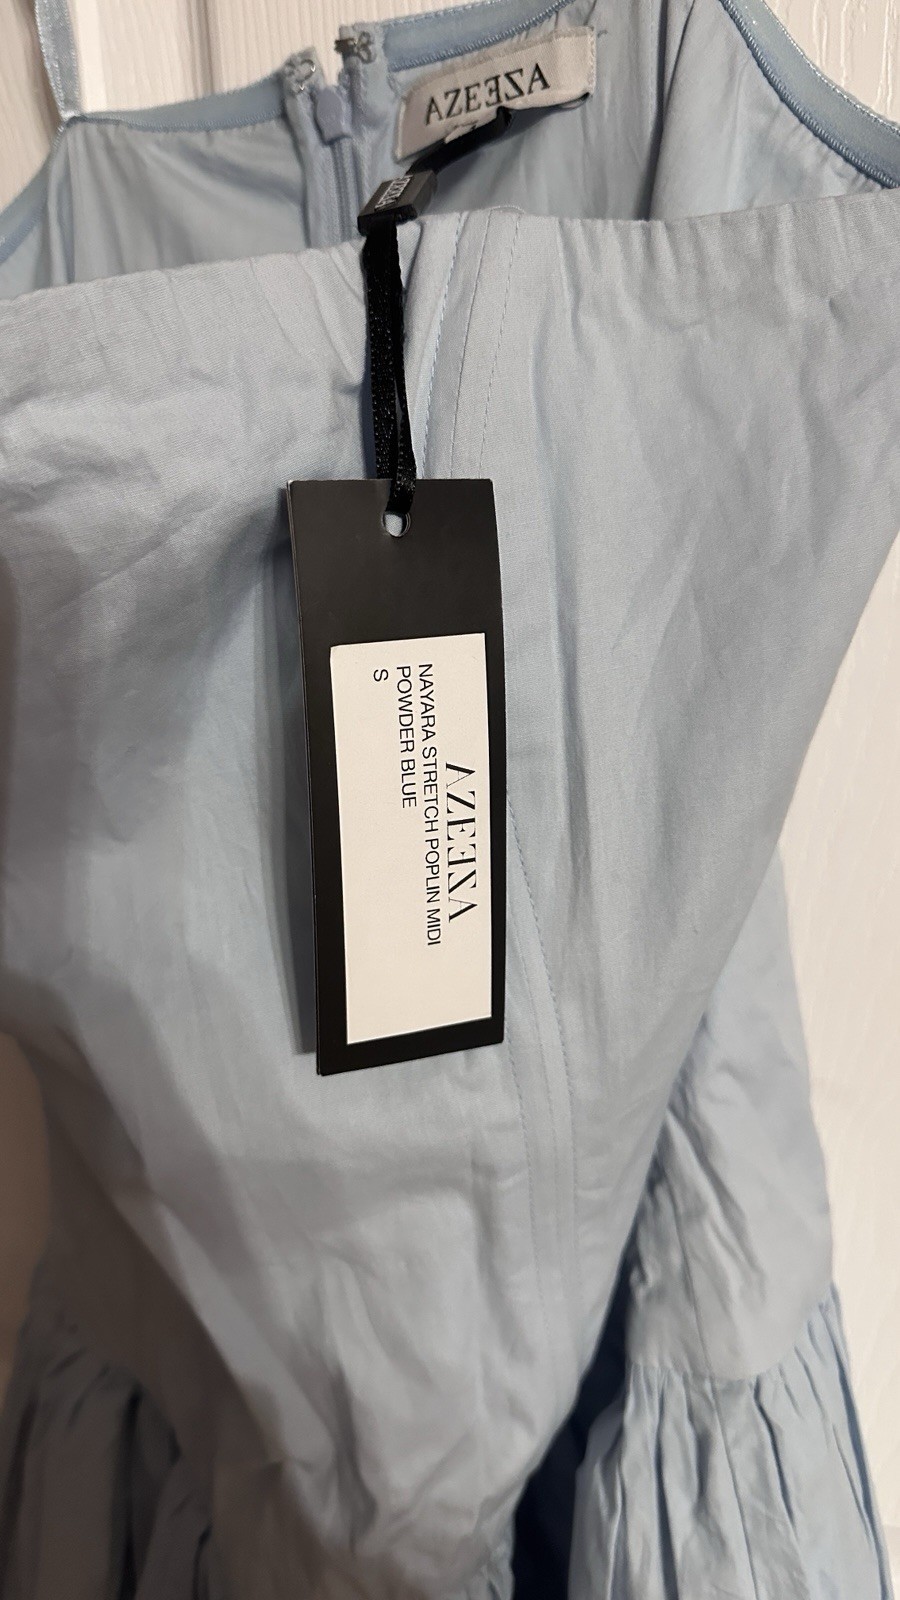 AZEEZA
AZEEZA
NAYARA STRETCH POPLIN MIDI
POWDER BLUE
S